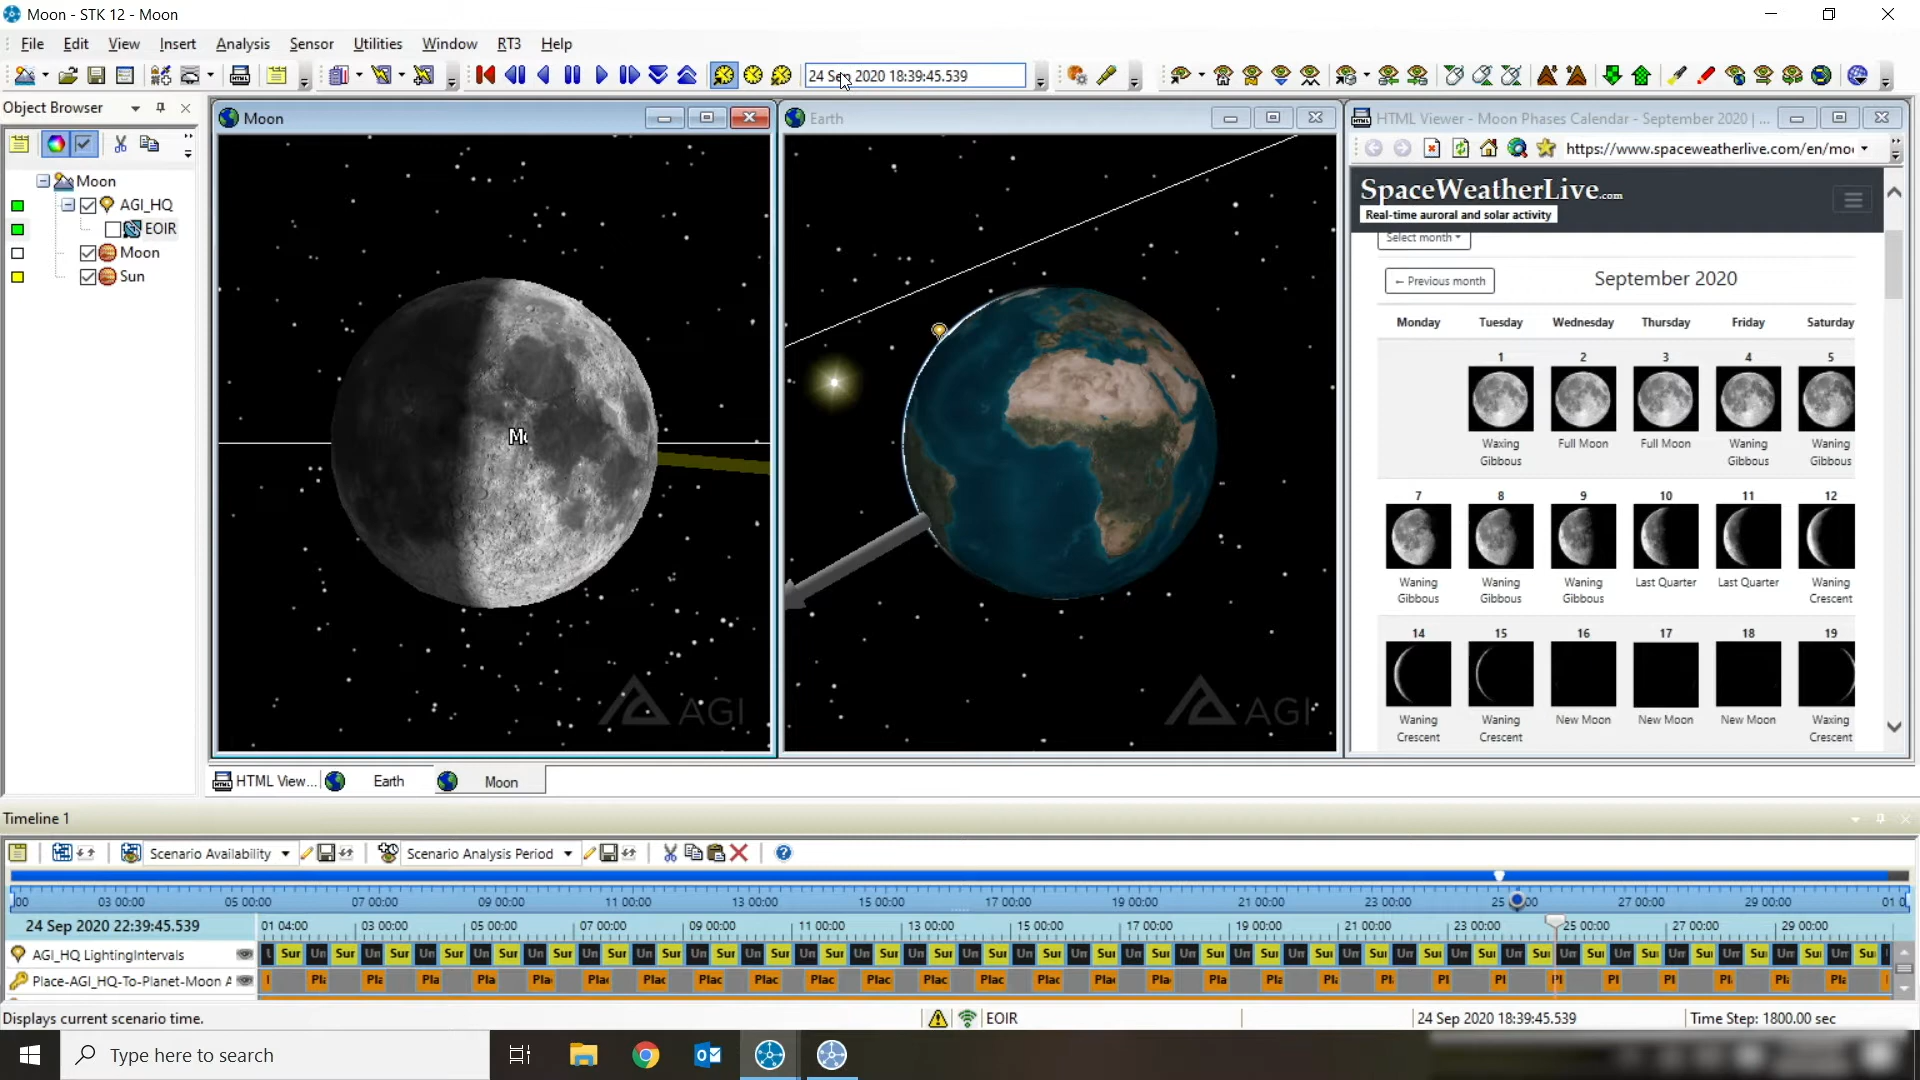 Moon - STK 12 - Moon
File Edit View Insert Analysis Sensor Utilities Window RT3 Help
24 Sep 2020 18:39:45.539
Object Browser
Moon
AGI_HQ
EOIR
Moon
Sun
Moon
AGI
Earth
AGI
HTML Viewer - Moon Phases Calendar - September 2020 | ...
https://www.spaceweatherlive.com/en/moo
SpaceWeatherLive.com
Real-time auroral and solar activity
Select month
← Previous month
September 2020
Monday Tuesday Wednesday Thursday Friday Saturday
1 2 3 4 5
Waxing Gibbous
Full Moon
Full Moon
Waning Gibbous
Waning Gibbous
7 8 9 10 11 12
Waning Gibbous
Waning Gibbous
Waning Gibbous
Last Quarter
Last Quarter
Waning Crescent
14 15 16 17 18 19
Waning Crescent
Waning Crescent
New Moon
New Moon
New Moon
Waxing Crescent
HTML View... Earth Moon
Timeline 1
Scenario Availability Scenario Analysis Period
03 00:00 05 00:00 07 00:00 09 00:00 11 00:00 13 00:00 15 00:00 17 00:00 19 00:00 21 00:00 23 00:00 27 00:00 29 00:00
24 Sep 2020 22:39:45.539
01 04:00 03 00:00 05 00:00 07 00:00 09 00:00 11 00:00 13 00:00 15 00:00 17 00:00 19 00:00 21 00:00 23 00:00 25 00:00 27 00:00 29 00:00
AGI_HQ LightingIntervals
Place-AGI_HQ-To-Planet-Moon A
Displays current scenario time.
EOIR
24 Sep 2020 18:39:45.539
Time Step: 1800.00 sec
Type here to search